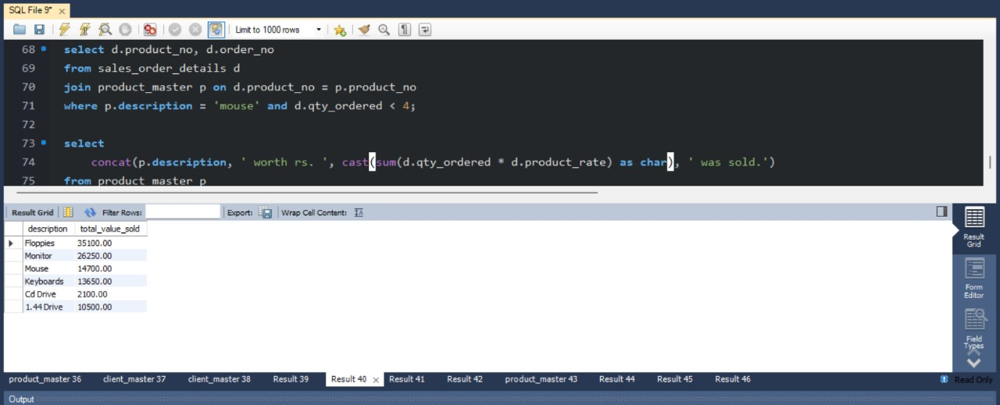 SQL File 9*
Limit to 1000 rows
68 select d.product_no, d.order_no
69 from sales_order_details d
70 join product_master p on d.product_no = p.product_no
71 where p.description = 'mouse' and d.qty_ordered < 4;
72
73 select
74 concat(p.description, ' worth rs. ', cast(sum(d.qty_ordered * d.product_rate) as char), ' was sold.')
75 from product_master p
Result Grid Filter Rows: Export: Wrap Cell Content: IA
description total_value_sold
Floppies 35100.00
Monitor 26250.00
Mouse 14700.00
Keyboards 13650.00
Cd Drive 2100.00
1.44 Drive 10500.00
Result
Grid
Form
Editor
Field
Types
product_master 36 client_master 37 client_master 38 Result 39 Result 40 Result 41 Result 42 product_master 43 Result 44 Result 45 Result 46 Read Only
Output